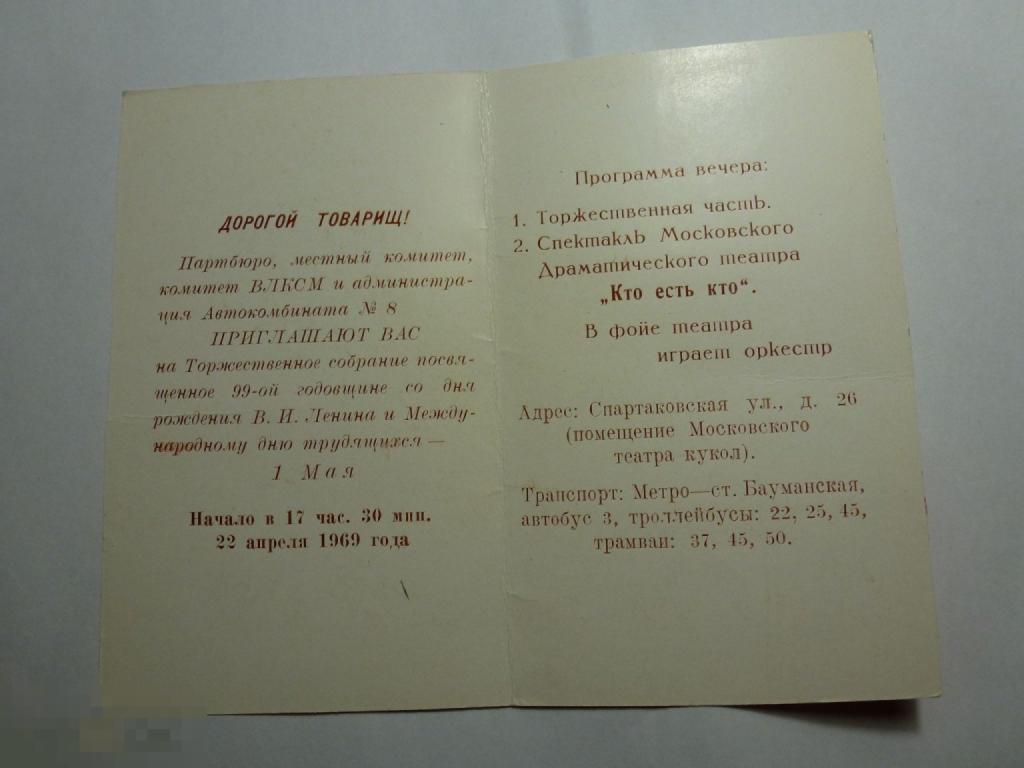 ДОРОГОЙ ТОВАРИЩ!
Партбюро, местный комитет,
комитет ВЛКСМ и администра-
ция Автокомбината № 8
ПРИГЛАШАЮТ ВАС
на Торжественное собрание посвя-
щенное 99-ой годовщине со дня
рождения В. И. Ленина и Между-
народному дню трудящихся —
1 Мая
Начало в 17 час. 30 мин.
22 апреля 1969 года
Программа вечера:
1. Торжественная часть.
2. Спектакль Московского
Драматического театра
„Кто есть кто“.
В фойе театра
играет оркестр
Адрес: Спартаковская ул., д. 26
(помещение Московского
театра кукол).
Транспорт: Метро—ст. Бауманская,
автобус 3, троллейбусы: 22, 25, 45,
трамваи: 37, 45, 50.